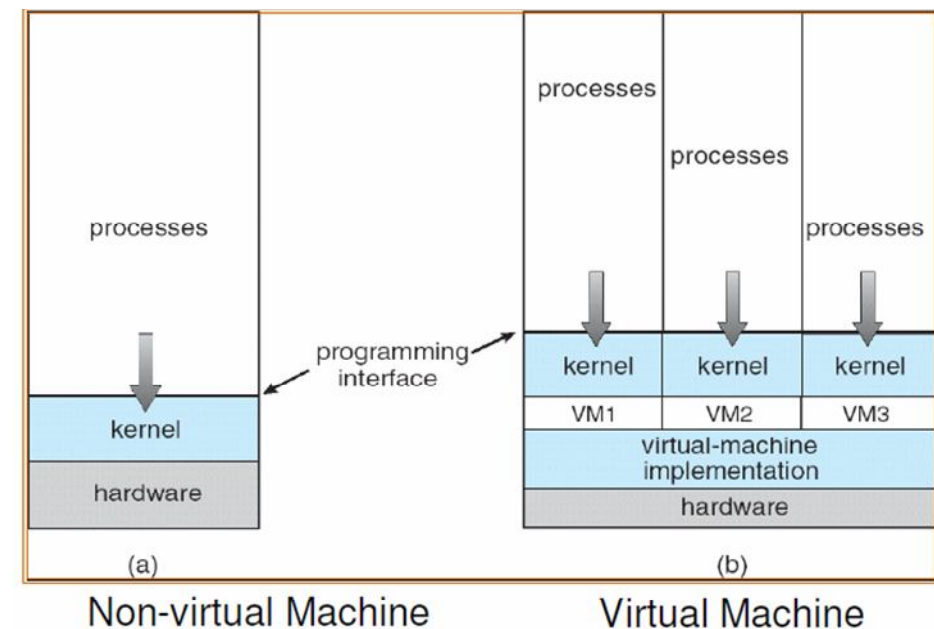 processes
programming
interface
kernel
hardware
(a)
Non-virtual Machine
processes
processes
processes
kernel
kernel
kernel
VM1
VM2
VM3
virtual-machine
implementation
hardware
(b)
Virtual Machine